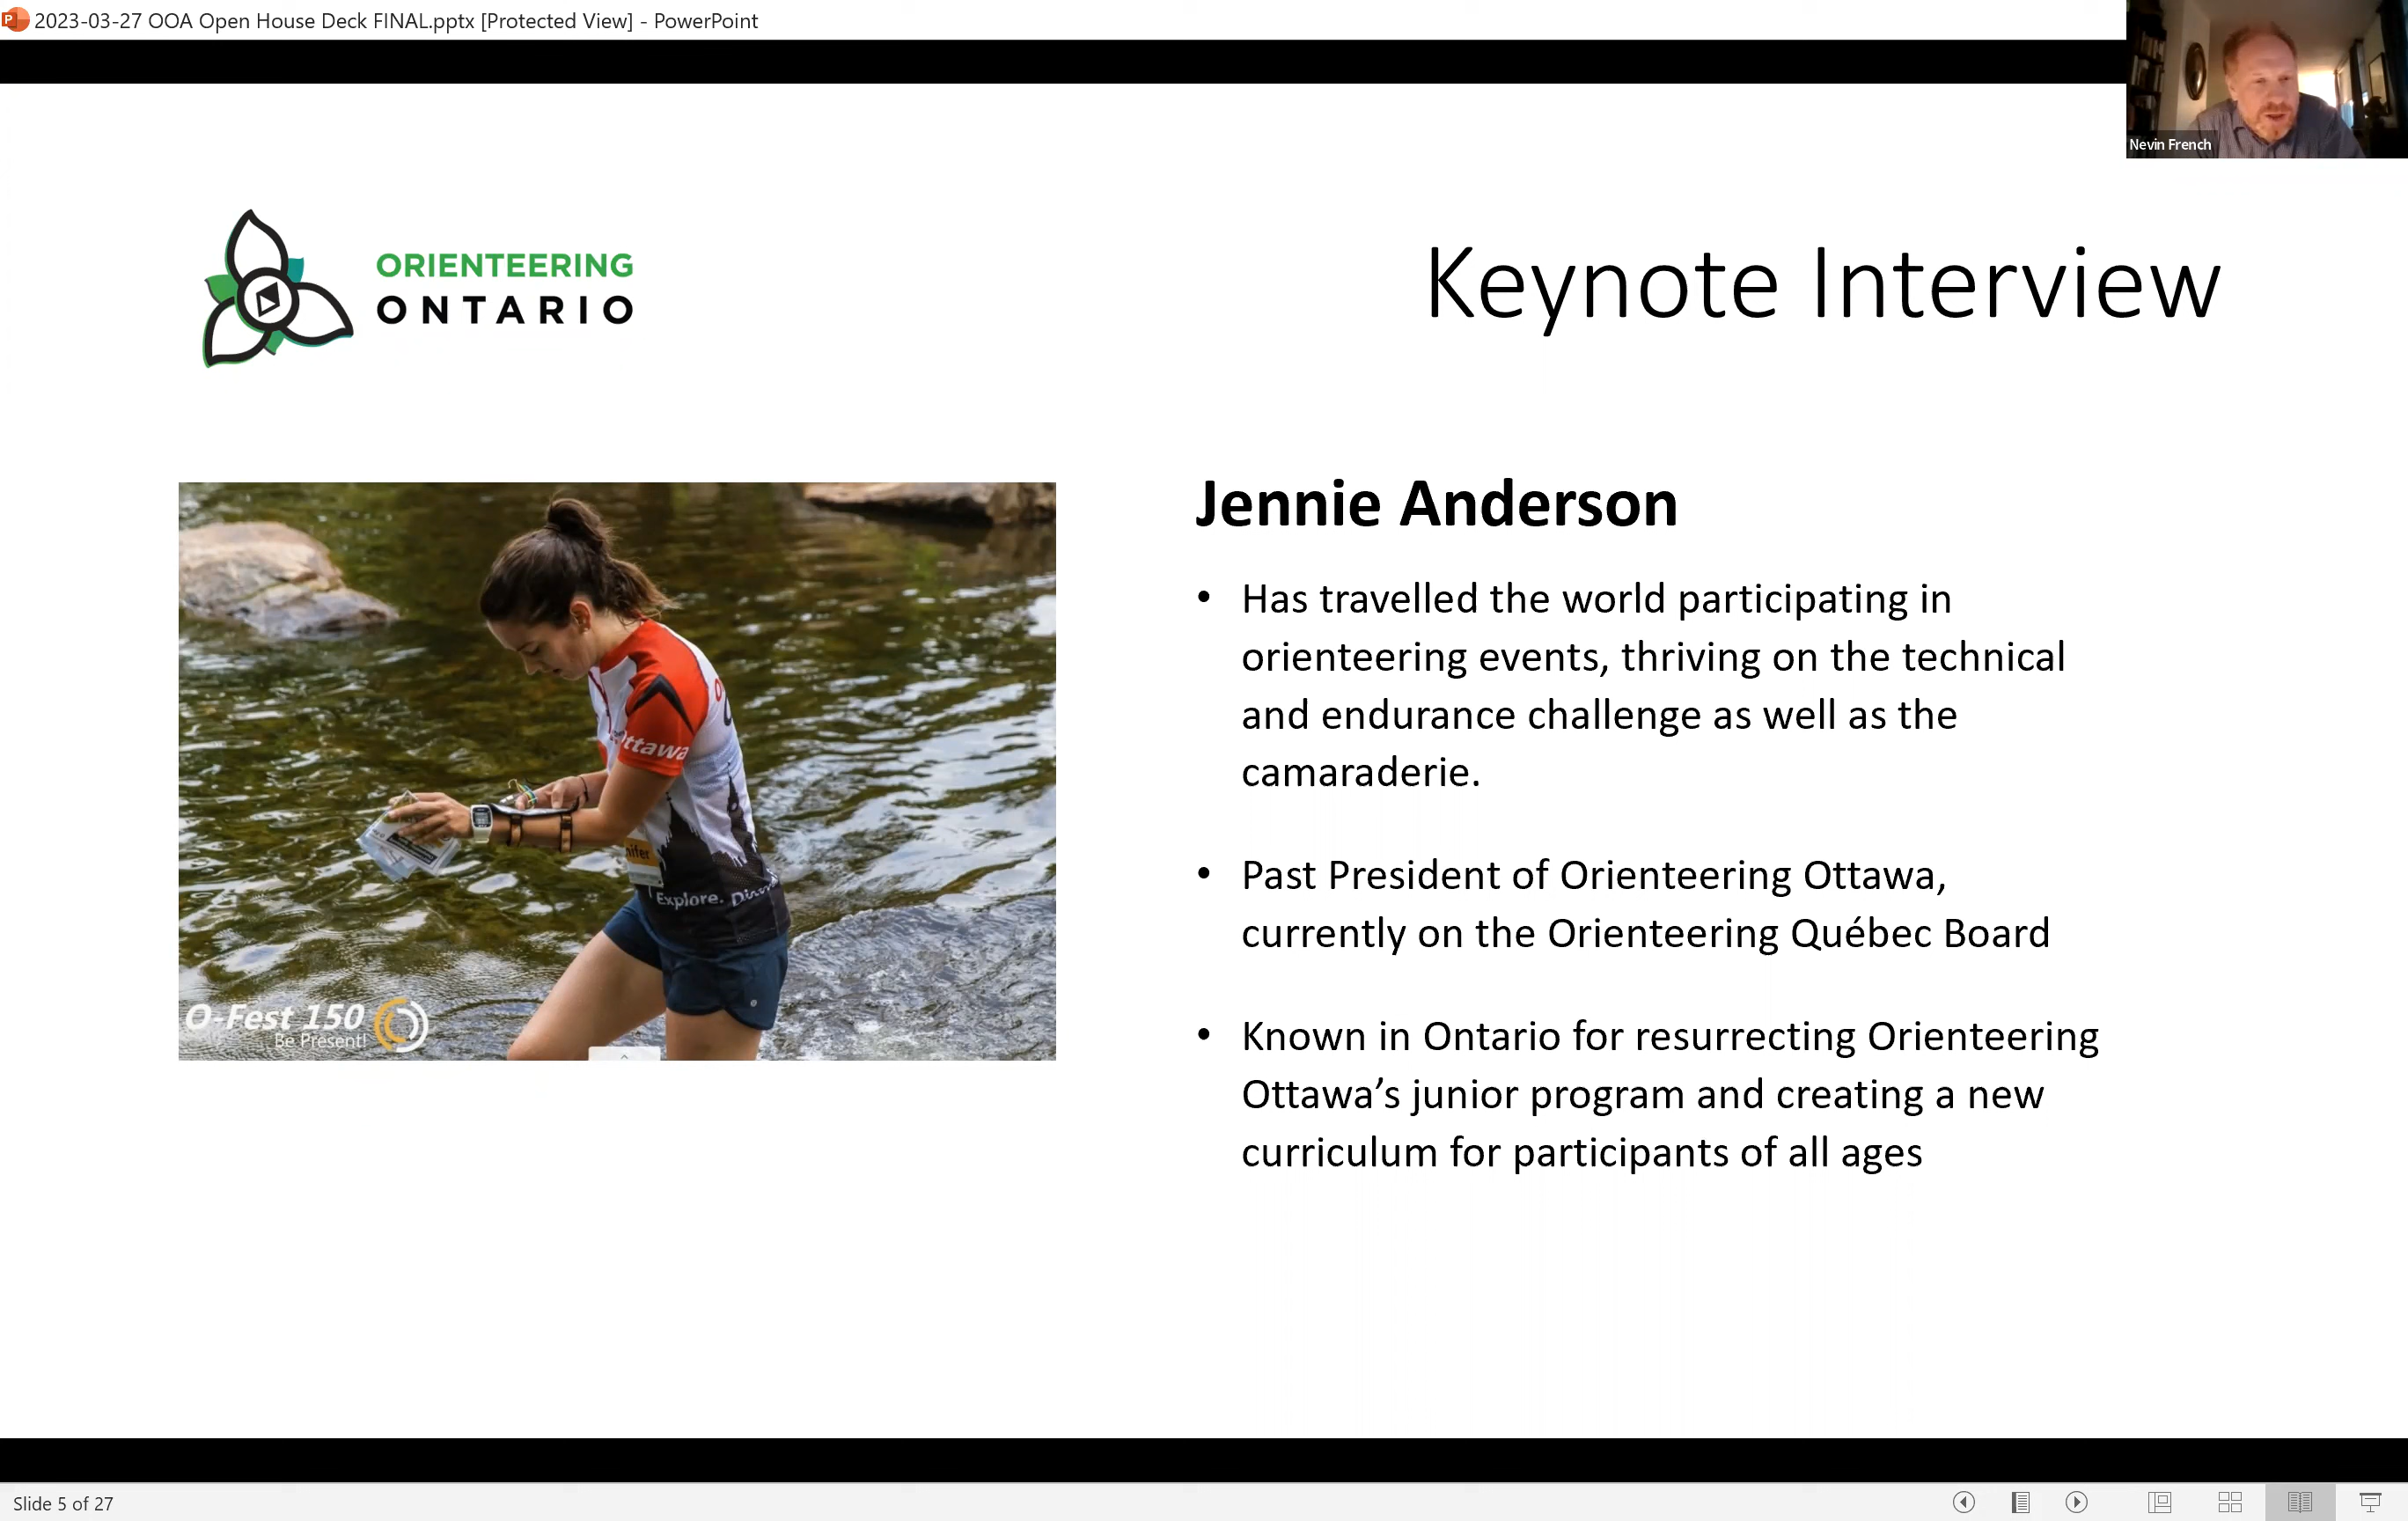 2023-03-27 OOA Open House Deck FINAL.pptx [Protected View] - PowerPoint
Nevin French
ORIENTEERING
ONTARIO
Keynote Interview
Jennie Anderson
• Has travelled the world participating in
orienteering events, thriving on the technical
and endurance challenge as well as the
camaraderie.
• Past President of Orienteering Ottawa,
currently on the Orienteering Québec Board
• Known in Ontario for resurrecting Orienteering
Ottawa’s junior program and creating a new
curriculum for participants of all ages
ttawa
nifer
Explore.
O-Fest 150
Be Present!
Slide 5 of 27